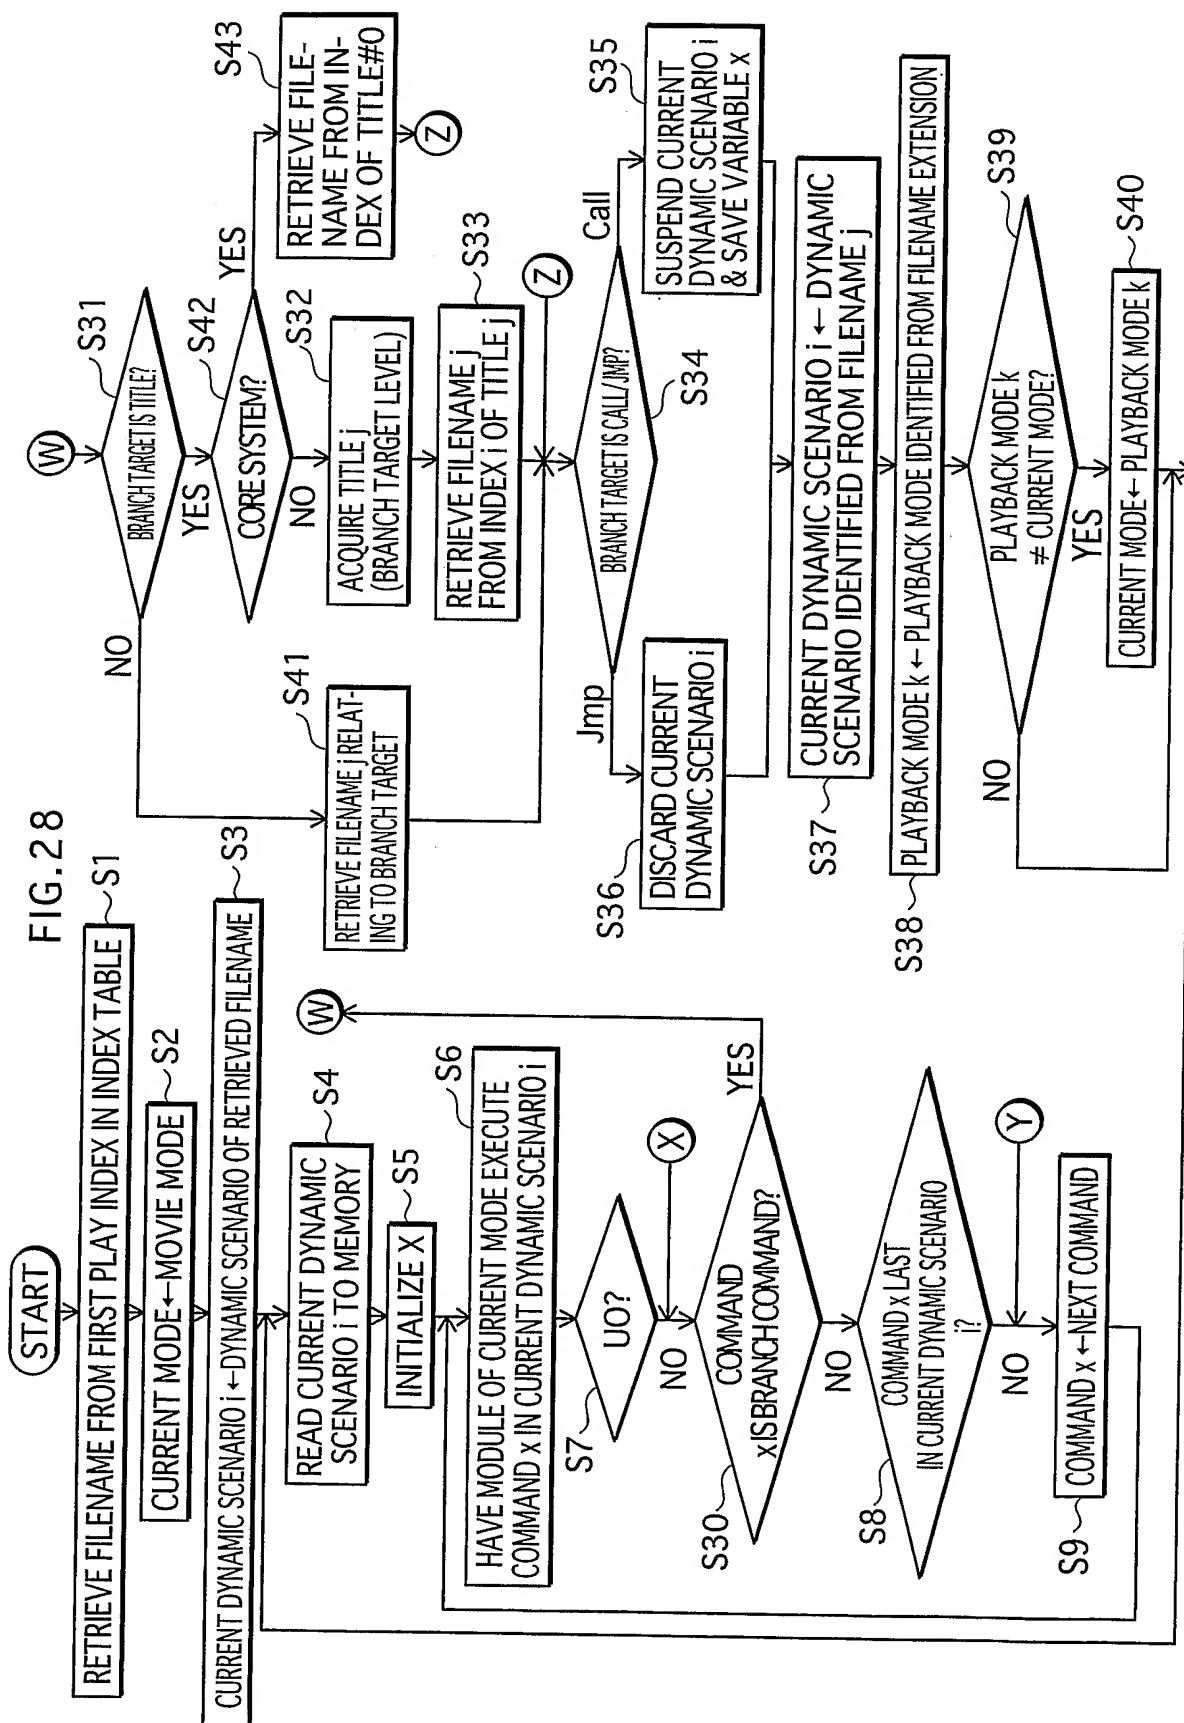 FIG.28
START
RETRIEVE FILENAME FROM FIRST PLAY INDEX IN INDEX TABLE
S1
CURRENT MODE←MOVIE MODE
S2
CURRENT DYNAMIC SCENARIO i ← DYNAMIC SCENARIO OF RETRIEVED FILENAME
S3
READ CURRENT DYNAMIC
SCENARIO i TO MEMORY
S4
INITIALIZE X
S5
HAVE MODULE OF CURRENT MODE EXECUTE
COMMAND x IN CURRENT DYNAMIC SCENARIO i
S6
UO?
S7
NO
X
COMMAND
x IS BRANCH COMMAND?
S30
YES
W
NO
COMMAND x LAST
IN CURRENT DYNAMIC SCENARIO
i?
S8
NO
Y
COMMAND x ←NEXT COMMAND
S9
W
BRANCH TARGET IS TITLE?
S31
NO
YES
CORE SYSTEM?
S42
YES
NO
RETRIEVE FILE-
NAME FROM IN-
DEX OF TITLE#0
S43
Z
ACQUIRE TITLE j
(BRANCH TARGET LEVEL)
S32
RETRIEVE FILENAME j
FROM INDEX i OF TITLE j
S33
RETRIEVE FILENAME j RELAT-
ING TO BRANCH TARGET
S41
Z
BRANCH TARGET IS CALL/JMP?
S34
Jmp
Call
DISCARD CURRENT
DYNAMIC SCENARIO i
S36
SUSPEND CURRENT
DYNAMIC SCENARIO i
& SAVE VARIABLE x
S35
CURRENT DYNAMIC SCENARIO i ← DYNAMIC
SCENARIO IDENTIFIED FROM FILENAME j
S37
PLAYBACK MODE k ← PLAYBACK MODE IDENTIFIED FROM FILENAME EXTENSION
S38
PLAYBACK MODE k
≠ CURRENT MODE?
S39
NO
YES
CURRENT MODE← PLAYBACK MODE k
S40